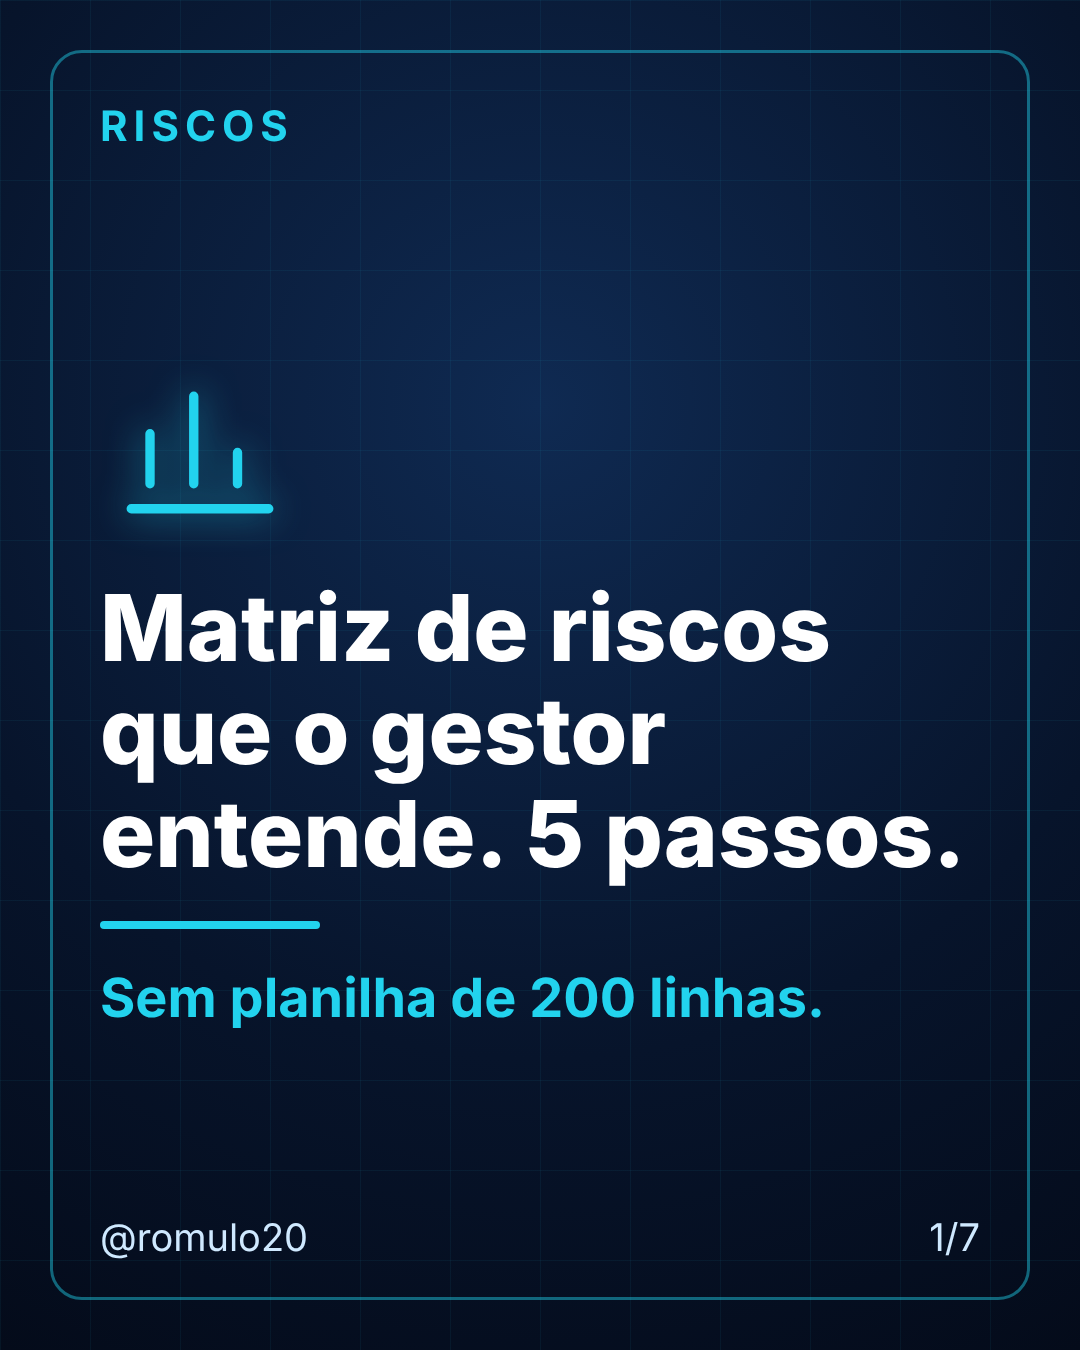 RISCOS
Matriz de riscos
que o gestor
entende. 5 passos.
Sem planilha de 200 linhas.
@romulo20
1/7